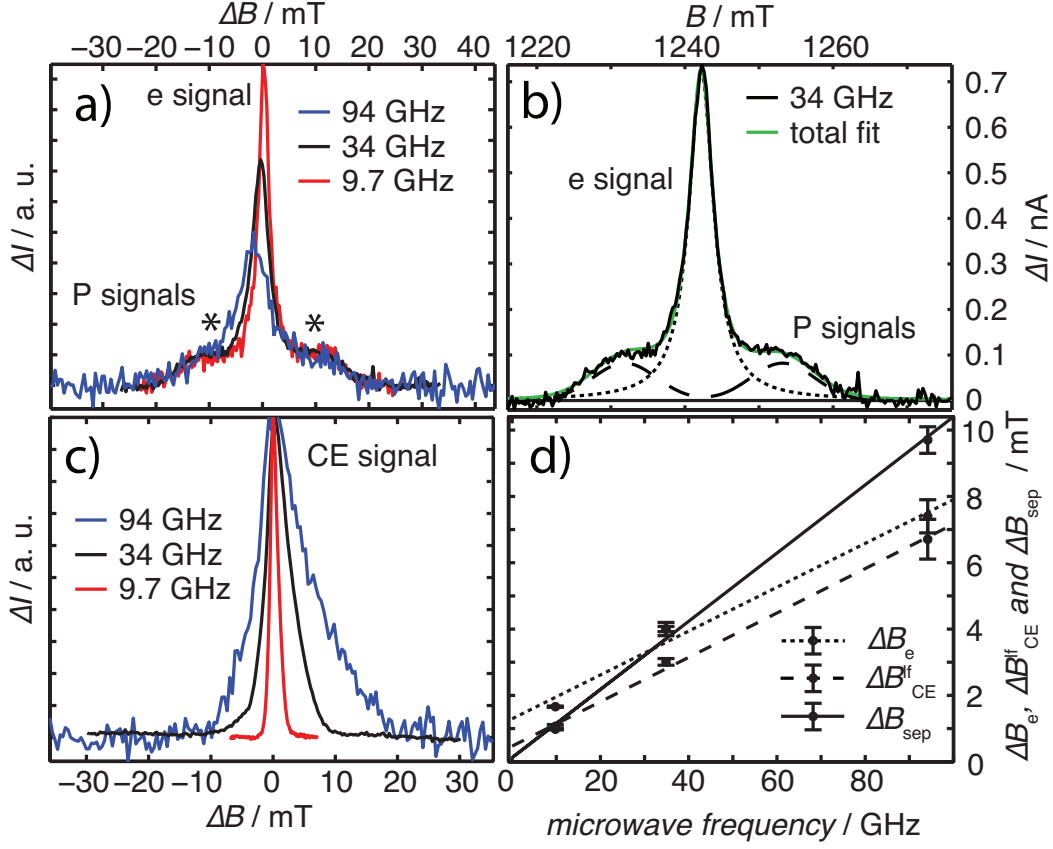 ΔB / mT
−30 −20 −10 0 10 20 30 40
a)
e signal
94 GHz
34 GHz
9.7 GHz
P signals
* *
ΔI / a. u.
B / mT
1220 1240 1260
b)
34 GHz
total fit
e signal
P signals
0.7
0.6
0.5
0.4
0.3
0.2
0.1
0
ΔI / nA
c)
CE signal
94 GHz
34 GHz
9.7 GHz
ΔI / a. u.
−30 −20 −10 0 10 20 30
ΔB / mT
d)
ΔBe
ΔB^lf_CE
ΔBsep
10
8
6
4
2
0
ΔBe, ΔB^lf_CE and ΔBsep / mT
0 20 40 60 80
microwave frequency / GHz